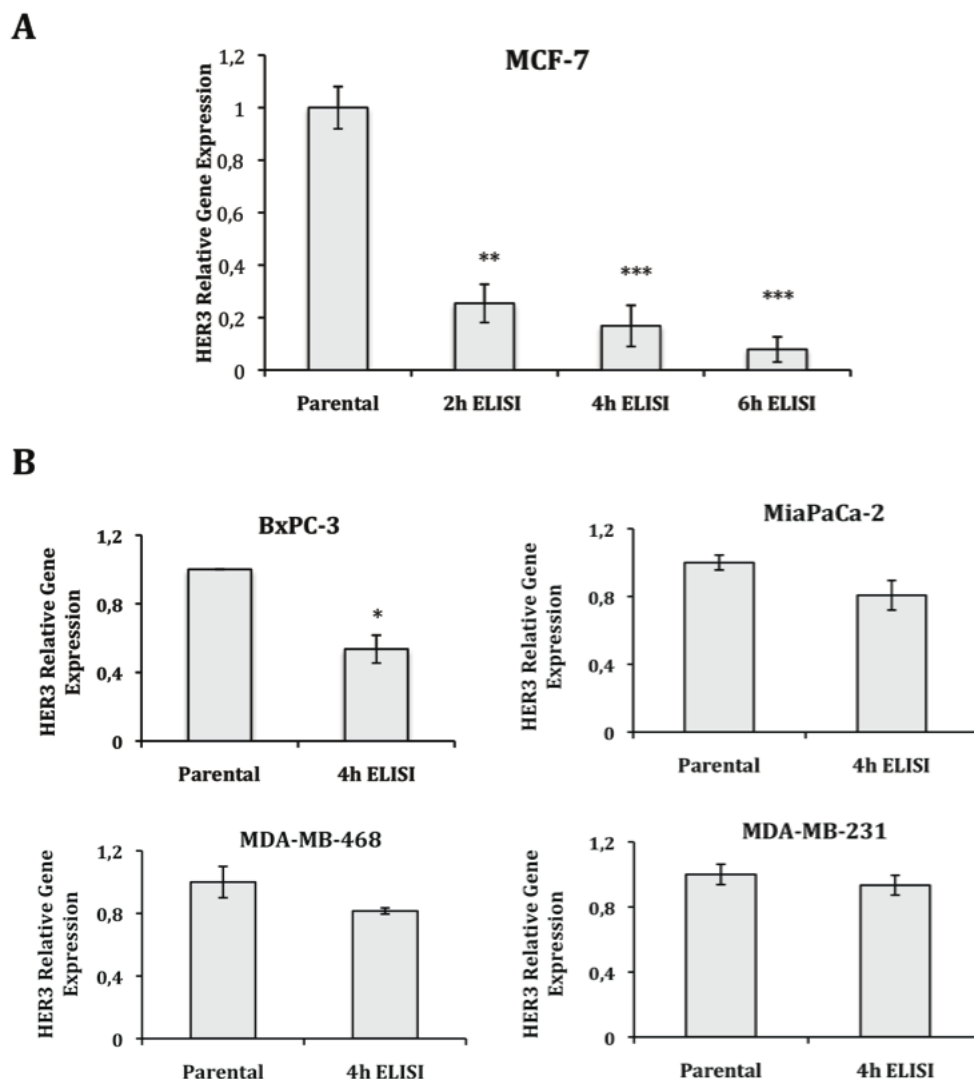 A
MCF-7
HER3 Relative Gene Expression
1,2
1
0,8
0,6
0,4
0,2
0
**
***
***
Parental
2h ELISI
4h ELISI
6h ELISI
B
BxPC-3
HER3 Relative Gene
Expression
1,2
0,8
0,4
0
*
Parental
4h ELISI
MiaPaCa-2
HER3 Relative Gene
Expression
1,2
0,8
0,4
0
Parental
4h ELISI
MDA-MB-468
HER3 Relative Gene
Expression
1,2
0,8
0,4
0
Parental
4h ELISI
MDA-MB-231
HER3 Relative Gene
Expression
1,2
0,8
0,4
0
Parental
4h ELISI